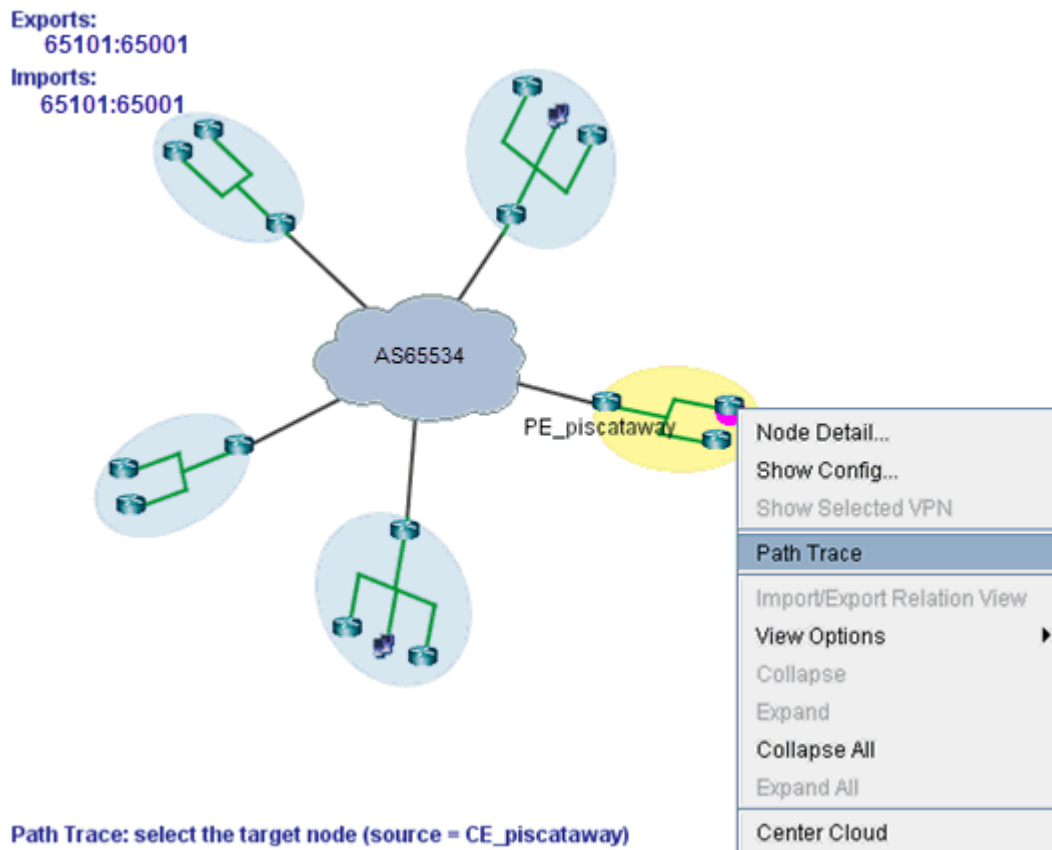 Exports:
65101:65001
Imports:
65101:65001
AS65534
PE_piscataway
Node Detail...
Show Config...
Show Selected VPN
Path Trace
Import/Export Relation View
View Options
Collapse
Expand
Collapse All
Expand All
Center Cloud
Path Trace: select the target node (source = CE_piscataway)